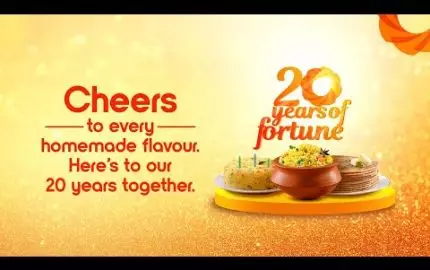 Cheers
to every
homemade flavour.
Here's to our
20 years together.
20
years of
fortune